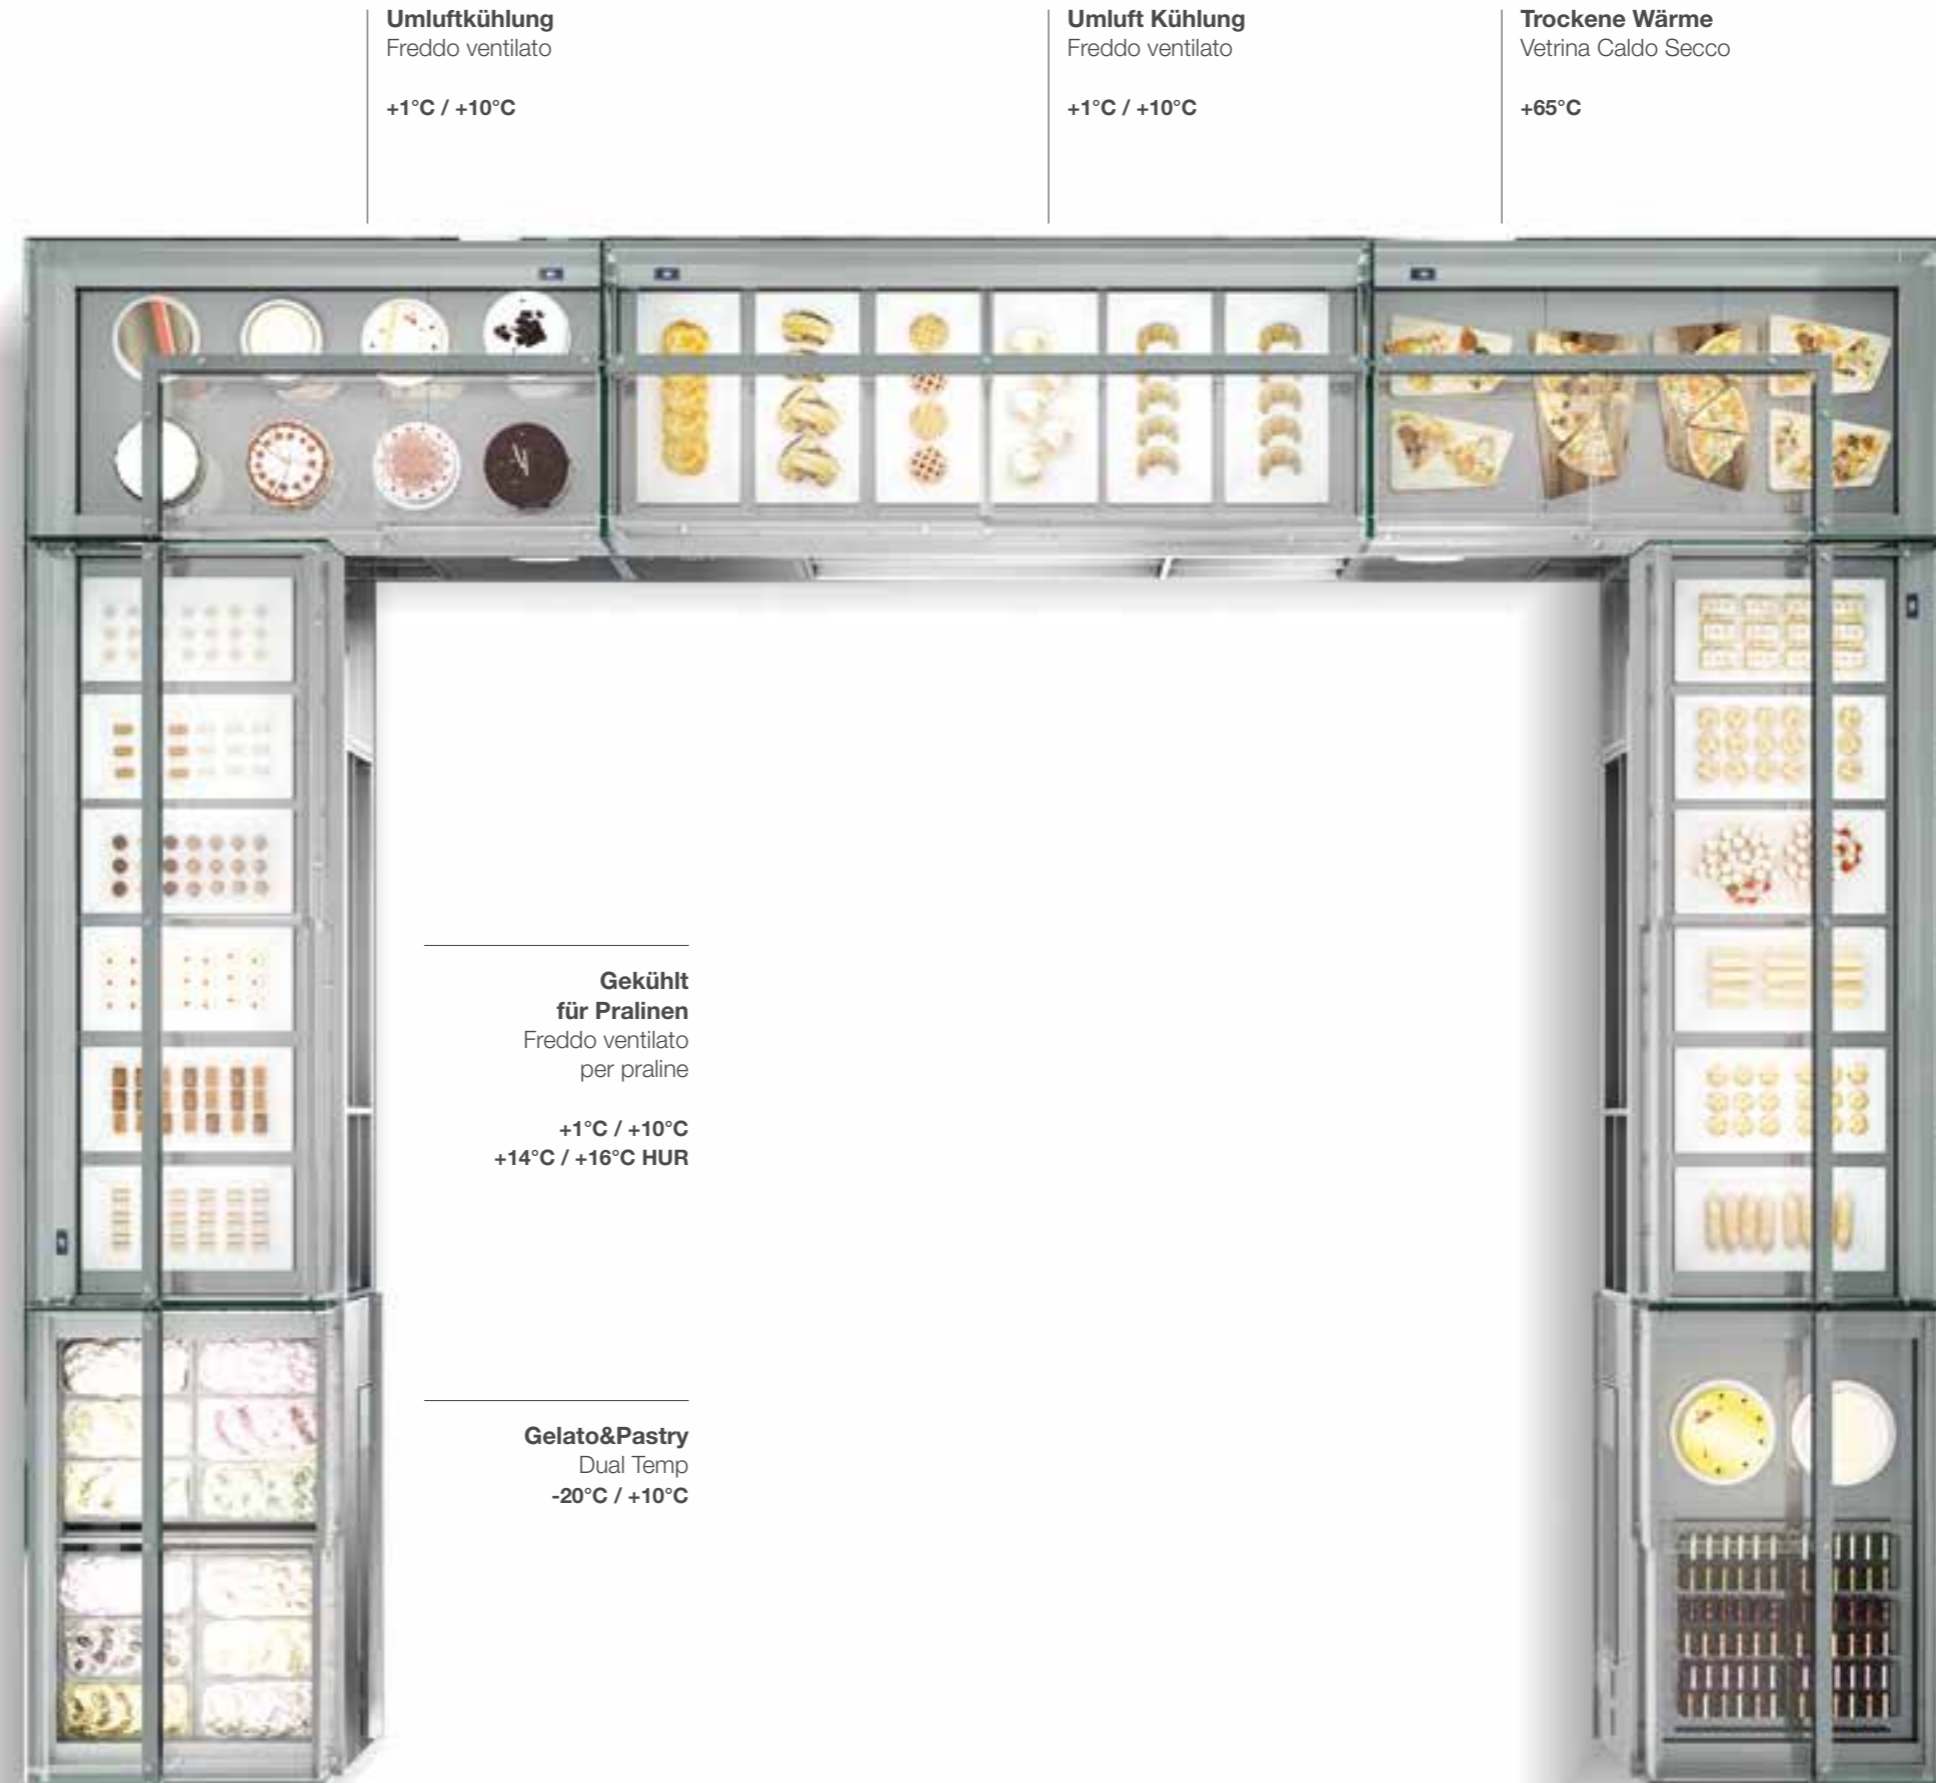 Umluftkühlung
Freddo ventilato
+1°C / +10°C
Umluft Kühlung
Freddo ventilato
+1°C / +10°C
Trockene Wärme
Vetrina Caldo Secco
+65°C
Gekühlt
für Pralinen
Freddo ventilato
per praline
+1°C / +10°C
+14°C / +16°C HUR
Gelato&Pastry
Dual Temp
-20°C / +10°C